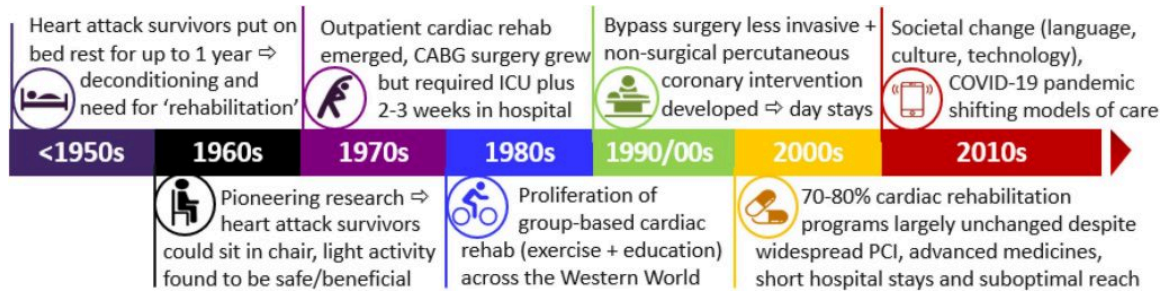 Heart attack survivors put on
bed rest for up to 1 year ⇨
deconditioning and
need for ‘rehabilitation’
Outpatient cardiac rehab
emerged, CABG surgery grew
but required ICU plus
2-3 weeks in hospital
Bypass surgery less invasive +
non-surgical percutaneous
coronary intervention
developed ⇨ day stays
Societal change (language,
culture, technology),
COVID-19 pandemic
shifting models of care
<1950s 1960s 1970s 1980s 1990/00s 2000s 2010s
Pioneering research ⇨
heart attack survivors
could sit in chair, light activity
found to be safe/beneficial
Proliferation of
group-based cardiac
rehab (exercise + education)
across the Western World
70-80% cardiac rehabilitation
programs largely unchanged despite
widespread PCI, advanced medicines,
short hospital stays and suboptimal reach